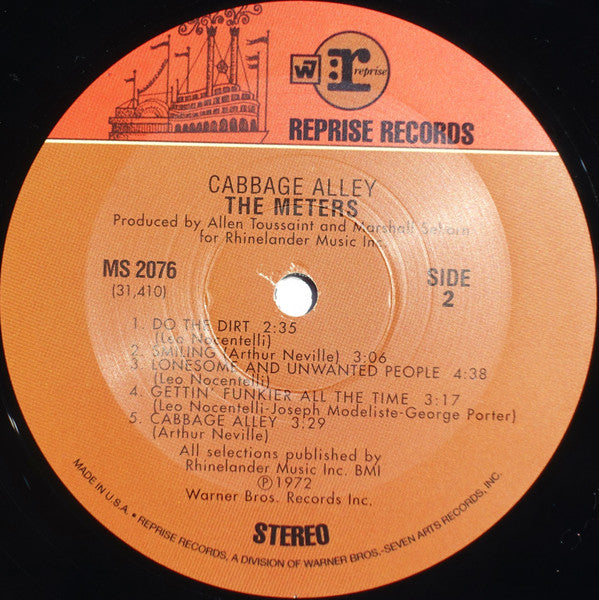 W
r
reprise
REPRISE RECORDS
CABBAGE ALLEY
THE METERS
Produced by Allen Toussaint and Marshall Sehorn
for Rhinelander Music Inc.
MS 2076
(31,410)
SIDE
2
1. DO THE DIRT 2:35
(Leo Nocentelli)
2. SMILING (Arthur Neville) 3:06
3. LONESOME AND UNWANTED PEOPLE 4:38
(Leo Nocentelli)
4. GETTIN' FUNKIER ALL THE TIME 3:17
(Leo Nocentelli-Joseph Modeliste-George Porter)
5. CABBAGE ALLEY 3:29
(Arthur Neville)
All selections published by
Rhinelander Music Inc. BMI
Ⓟ1972
Warner Bros. Records Inc.
STEREO
MADE IN U.S.A. • REPRISE RECORDS, A DIVISION OF WARNER BROS.-SEVEN ARTS RECORDS, INC.